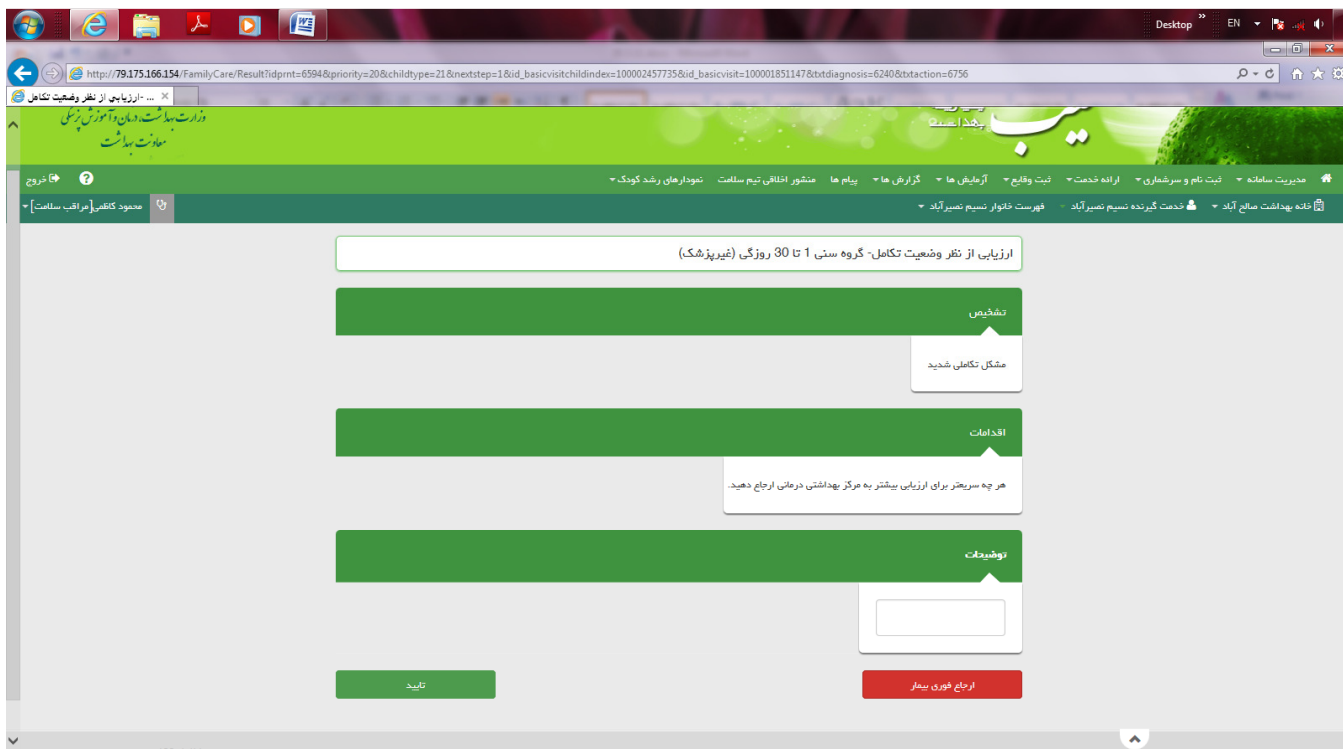 Desktop
EN
http://79.175.166.154/FamilyCare/Result?idprnt=6594&priority=20&childtype=21&nextstep=1&id_basicvisitchildindex=100002457735&id_basicvisit=100001851147&txtdiagnosis=6240&txtaction=6756
ارزیابی از نظر وضعیت تکامل- ...
وزارت بهداشت، درمان و آموزش پزشکی
معاونت بهداشت
سیب
مدیریت سامانه ثبت نام و سرشماری ارائه خدمت ثبت وقایع آزمایش ها گزارش ها پیام ها منشور اخلاقی تیم سلامت نمودارهای رشد کودک خروج
خانه بهداشت صالح آباد خدمت گیرنده نسیم نصیرآباد فهرست خانوار نسیم نصیرآباد محمود کاظمی[مراقب سلامت]
ارزیابی از نظر وضعیت تکامل- گروه سنی 1 تا 30 روزگی (غیرپزشک)
تشخیص
مشکل تکاملی شدید
اقدامات
هر چه سریعتر برای ارزیابی بیشتر به مرکز بهداشتی درمانی ارجاع دهید.
توضیحات
ارجاع فوری بیمار
تایید